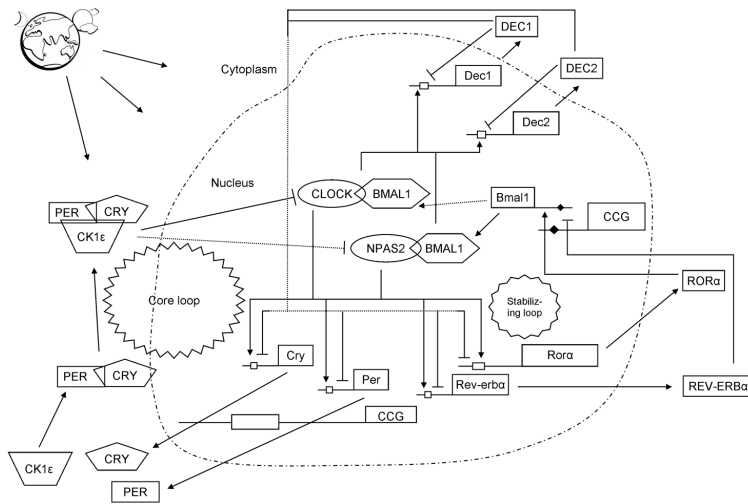 DEC1
Cytoplasm
DEC2
Dec1
Dec2
Nucleus
CLOCK
BMAL1
Bmal1
PER
CRY
CCG
CK1ε
NPAS2
BMAL1
RORα
Core loop
Stabiliz-
ing loop
Cry
Rorα
PER
CRY
Per
Rev-erbα
REV-ERBα
CCG
CRY
CK1ε
PER